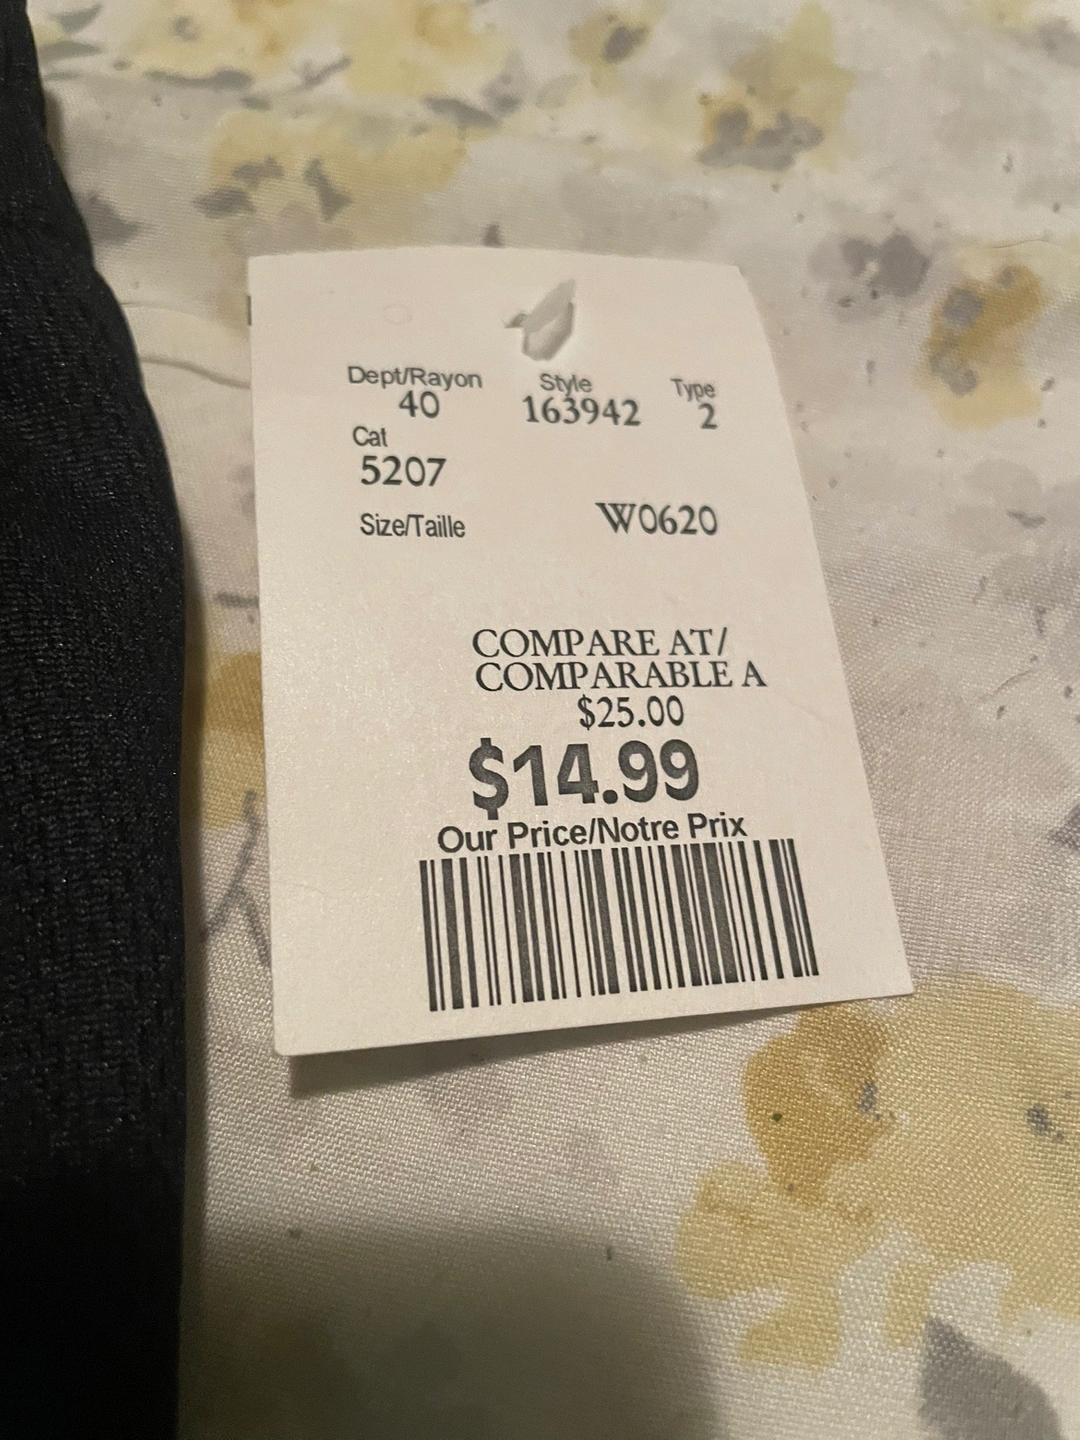 Dept/Rayon Style Type
40 163942 2
Cat
5207
Size/Taille W0620
COMPARE AT/
COMPARABLE A
$25.00
$14.99
Our Price/Notre Prix